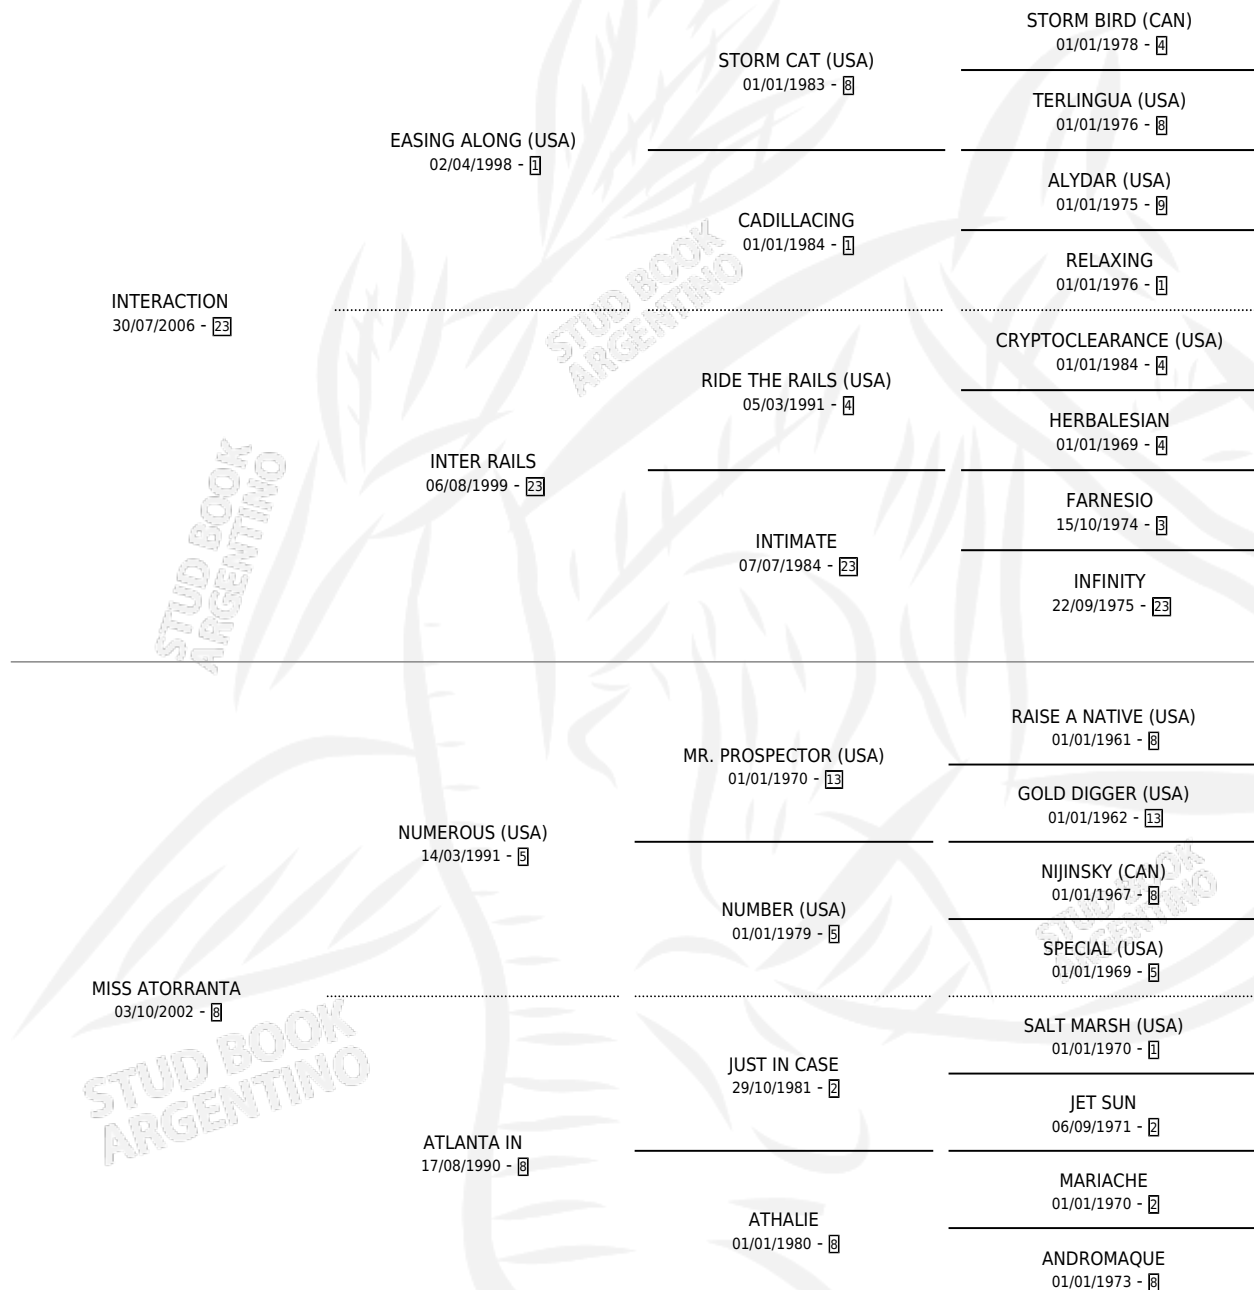 STORM BIRD (CAN)
01/01/1978 - 4
STORM CAT (USA)
01/01/1983 - 8
TERLINGUA (USA)
01/01/1976 - 8
EASING ALONG (USA)
02/04/1998 - 1
ALYDAR (USA)
01/01/1975 - 9
CADILLACING
01/01/1984 - 1
RELAXING
01/01/1976 - 1
INTERACTION
30/07/2006 - 23
CRYPTOCLEARANCE (USA)
01/01/1984 - 4
RIDE THE RAILS (USA)
05/03/1991 - 4
HERBALESIAN
01/01/1969 - 4
INTER RAILS
06/08/1999 - 23
FARNESIO
15/10/1974 - 3
INTIMATE
07/07/1984 - 23
INFINITY
22/09/1975 - 23
STUD BOOK
ARGENTINO
STUD BOOK
ARGENTINO
RAISE A NATIVE (USA)
01/01/1961 - 8
MR. PROSPECTOR (USA)
01/01/1970 - 13
GOLD DIGGER (USA)
01/01/1962 - 13
NUMEROUS (USA)
14/03/1991 - 5
NIJINSKY (CAN)
01/01/1967 - 8
NUMBER (USA)
01/01/1979 - 5
SPECIAL (USA)
01/01/1969 - 5
MISS ATORRANTA
03/10/2002 - 8
SALT MARSH (USA)
01/01/1970 - 1
JUST IN CASE
29/10/1981 - 2
JET SUN
06/09/1971 - 2
ATLANTA IN
17/08/1990 - 8
MARIACHE
01/01/1970 - 2
ATHALIE
01/01/1980 - 8
ANDROMAQUE
01/01/1973 - 8
STUD BOOK
ARGENTINO
STUD BOOK
ARGENTINO